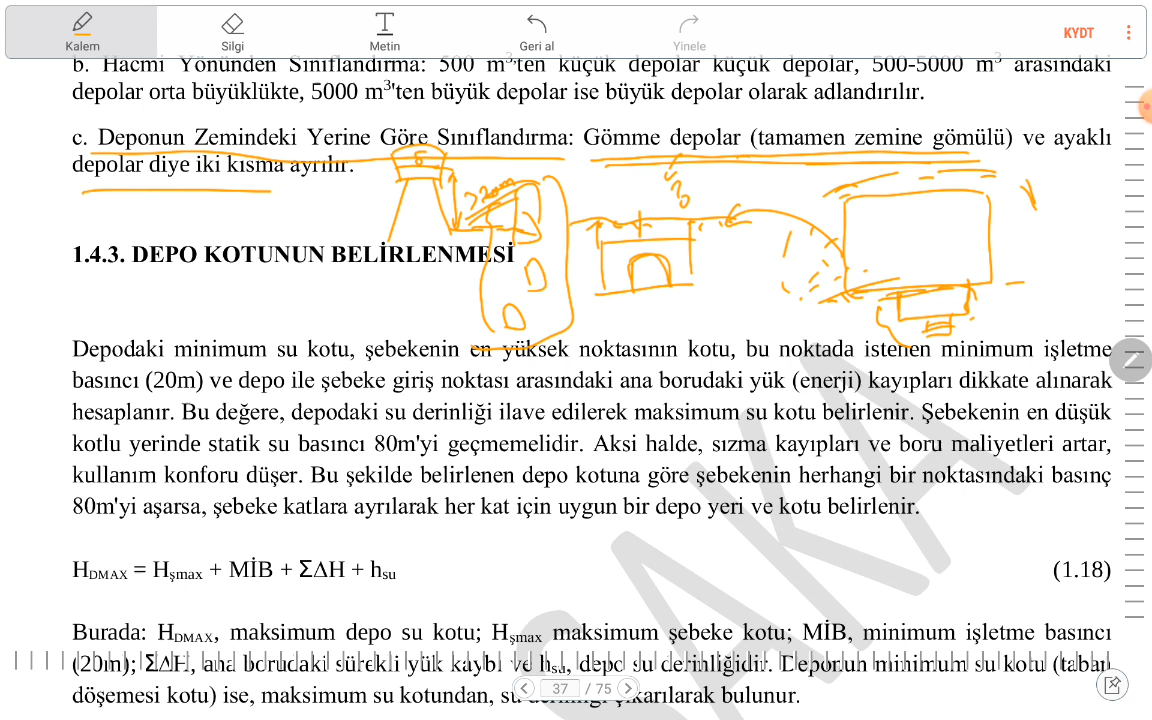 Kalem
Silgi
Metin
Geri al
Yinele
KYDT
b. Hacmi Yönünden Sınıflandırma: 500 m³'ten küçük depolar küçük depolar, 500-5000 m³ arasındaki
depolar orta büyüklükte, 5000 m³'ten büyük depolar ise büyük depolar olarak adlandırılır.
c. Deponun Zemindeki Yerine Göre Sınıflandırma: Gömme depolar (tamamen zemine gömülü) ve ayaklı
depolar diye iki kısma ayrılır.
1.4.3. DEPO KOTUNUN BELİRLENMESİ
Depodaki minimum su kotu, şebekenin en yüksek noktasının kotu, bu noktada istenen minimum işletme
basıncı (20m) ve depo ile şebeke giriş noktası arasındaki ana borudaki yük (enerji) kayıpları dikkate alınarak
hesaplanır. Bu değere, depodaki su derinliği ilave edilerek maksimum su kotu belirlenir. Şebekenin en düşük
kotlu yerinde statik su basıncı 80m'yi geçmemelidir. Aksi halde, sızma kayıpları ve boru maliyetleri artar,
kullanım konforu düşer. Bu şekilde belirlenen depo kotuna göre şebekenin herhangi bir noktasındaki basınç
80m'yi aşarsa, şebeke katlara ayrılarak her kat için uygun bir depo yeri ve kotu belirlenir.
HDMAX = Hşmax + MİB + ΣΔH + hsu (1.18)
Burada: HDMAX, maksimum depo su kotu; Hşmax maksimum şebeke kotu; MİB, minimum işletme basıncı
(20m); ΣΔH, ana borudaki sürekli yük kaybı ve hsu, depo su derinliğidir. Deponun minimum su kotu (taban
döşemesi kotu) ise, maksimum su kotundan, su derinliği çıkarılarak bulunur.
37 / 75